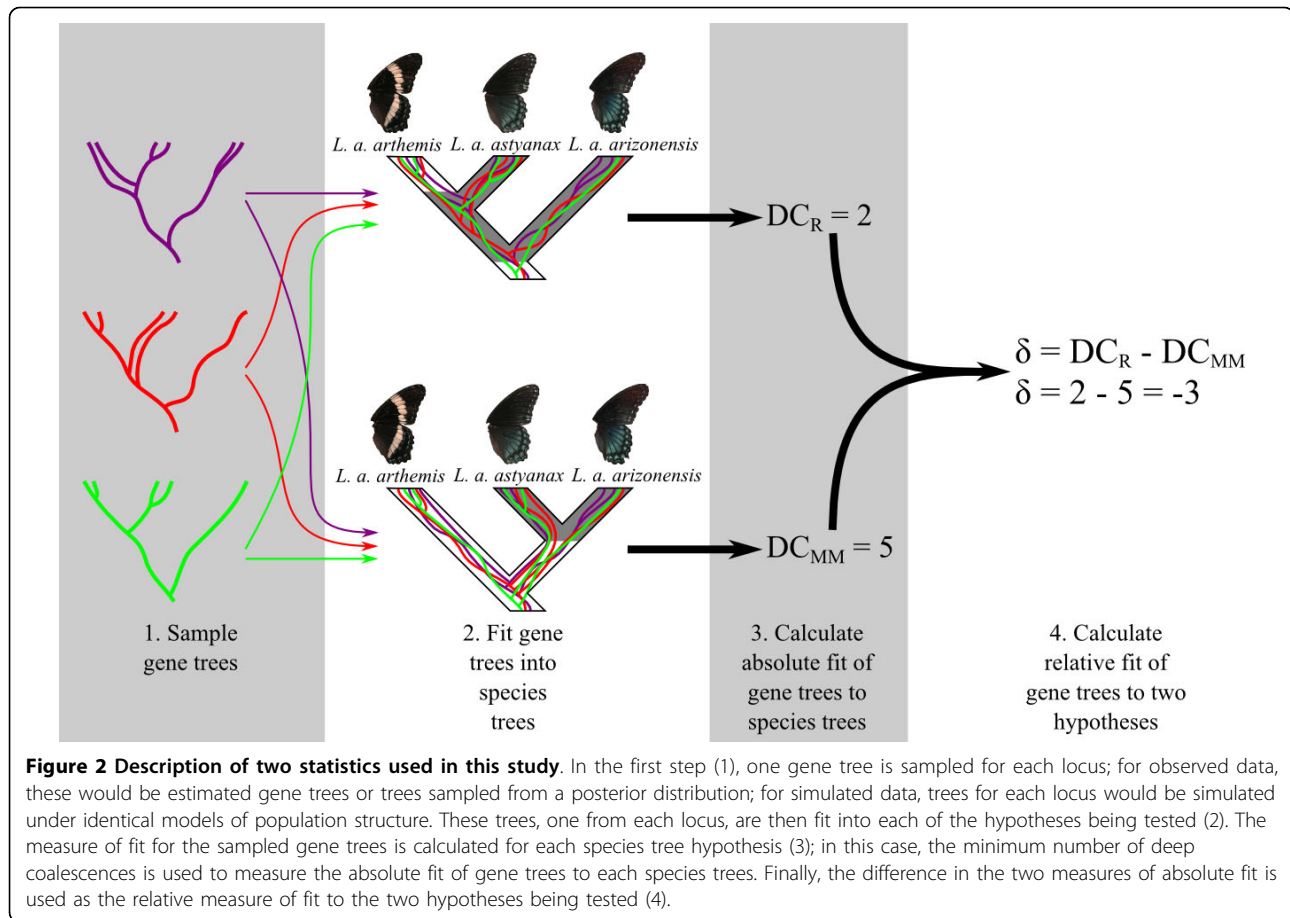 L. a. arthemis L. a. astyanax L. a. arizonensis
DC_R = 2
δ = DC_R - DC_MM
δ = 2 - 5 = -3
L. a. arthemis L. a. astyanax L. a. arizonensis
DC_MM = 5
1. Sample
gene trees
2. Fit gene
trees into
species
trees
3. Calculate
absolute fit of
gene trees to
species trees
4. Calculate
relative fit of
gene trees to two
hypotheses
Figure 2 Description of two statistics used in this study. In the first step (1), one gene tree is sampled for each locus; for observed data,
these would be estimated gene trees or trees sampled from a posterior distribution; for simulated data, trees for each locus would be simulated
under identical models of population structure. These trees, one from each locus, are then fit into each of the hypotheses being tested (2). The
measure of fit for the sampled gene trees is calculated for each species tree hypothesis (3); in this case, the minimum number of deep
coalescences is used to measure the absolute fit of gene trees to each species trees. Finally, the difference in the two measures of absolute fit is
used as the relative measure of fit to the two hypotheses being tested (4).